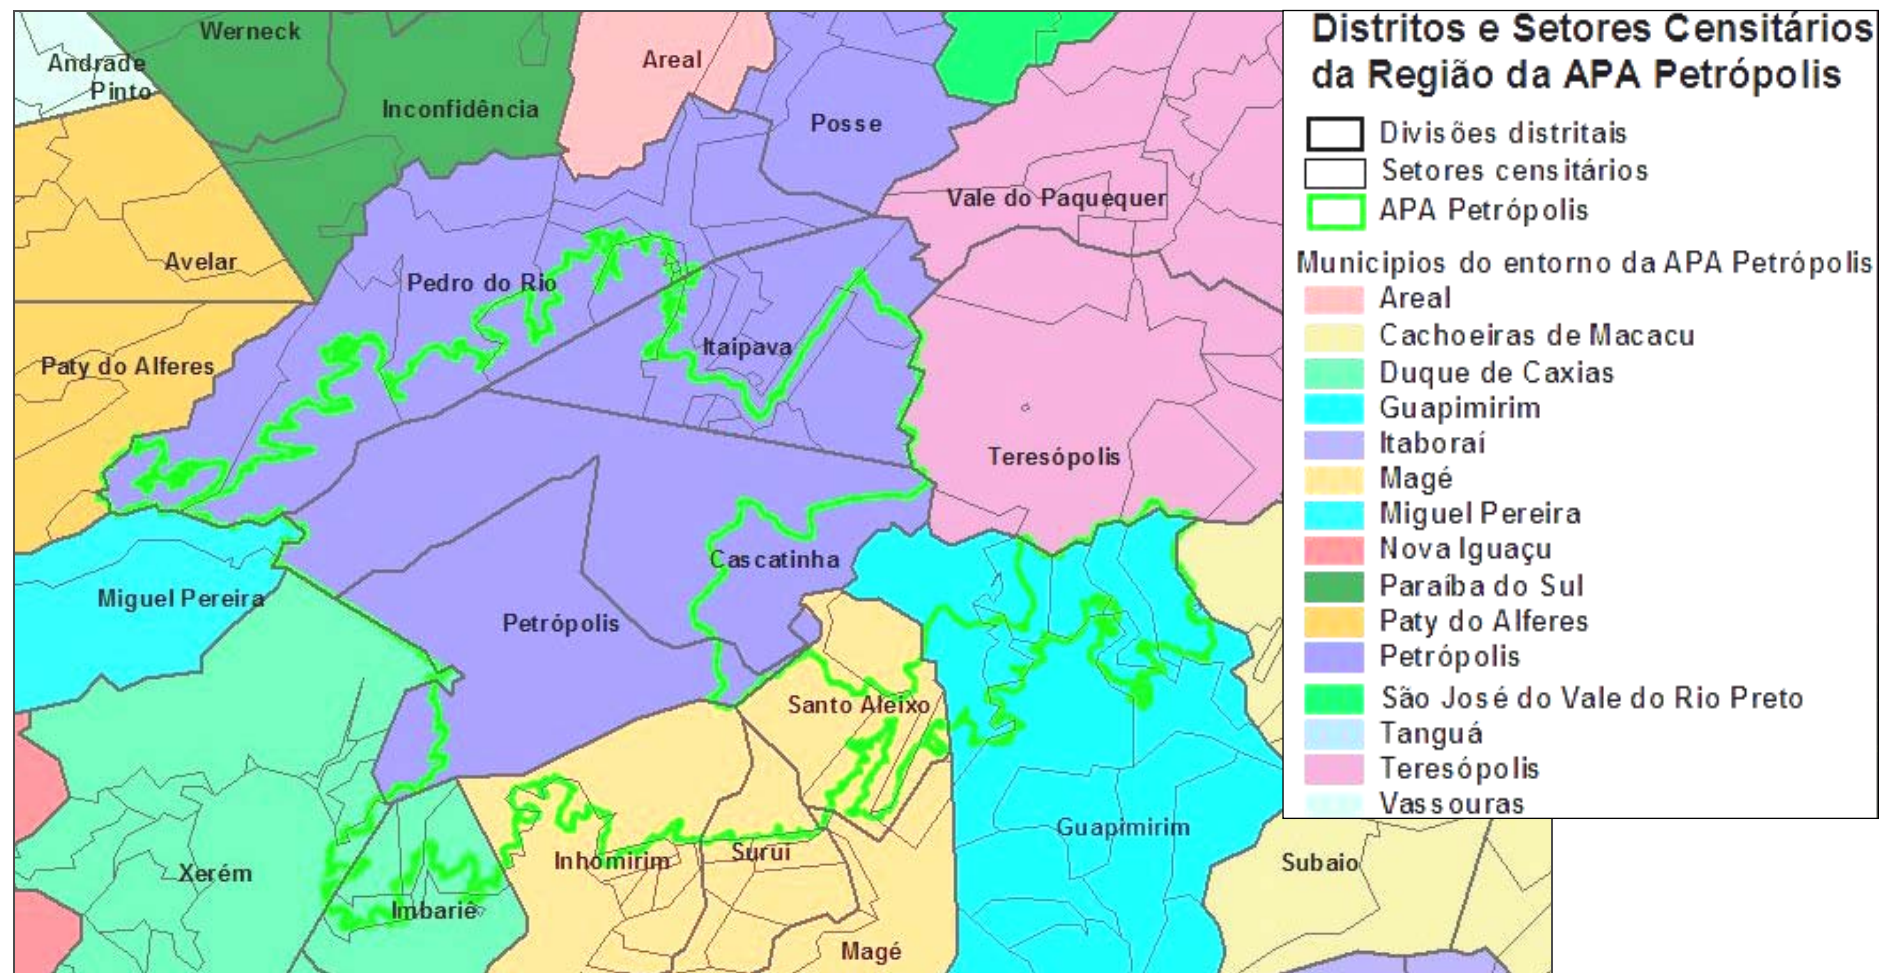 Werneck
Andrade
Pinto
Inconfidência
Areal
Posse
Vale do Paquequer
Avelar
Pedro do Rio
Itaipava
Paty do Alferes
Teresópolis
Cascatinha
Miguel Pereira
Petrópolis
Santo Aleixo
Guapimirim
Inhomirim
Suruí
Xerém
Imbariê
Magé
Subaio
Distritos e Setores Censitários
da Região da APA Petrópolis
Divisões distritais
Setores censitários
APA Petrópolis
Municipios do entorno da APA Petrópolis
Areal
Cachoeiras de Macacu
Duque de Caxias
Guapimirim
Itaboraí
Magé
Miguel Pereira
Nova Iguaçu
Paraíba do Sul
Paty do Alferes
Petrópolis
São José do Vale do Rio Preto
Tanguá
Teresópolis
Vassouras